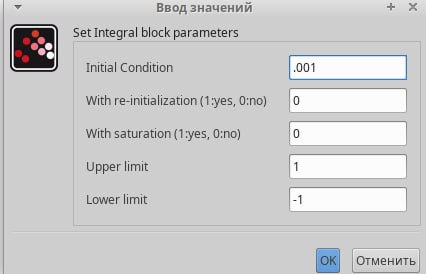 Ввод значений
Set Integral block parameters
Initial Condition .001
With re-initialization (1:yes, 0:no) 0
With saturation (1:yes, 0:no) 0
Upper limit 1
Lower limit -1
OK Отменить